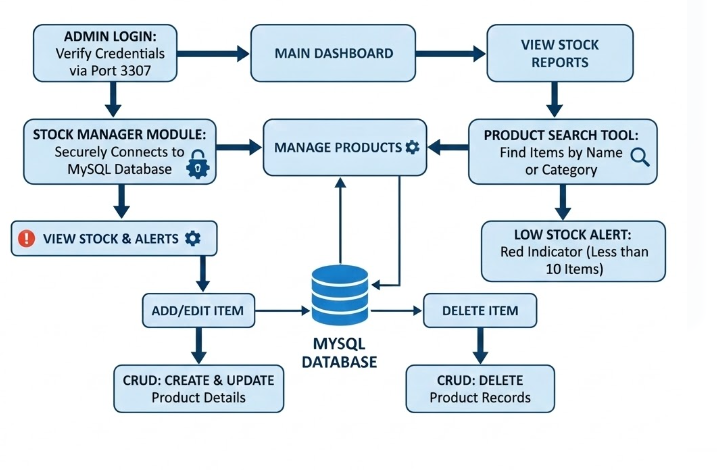 ADMIN LOGIN:
Verify Credentials
via Port 3307
MAIN DASHBOARD
VIEW STOCK
REPORTS
STOCK MANAGER MODULE:
Securely Connects to
MySQL Database
MANAGE PRODUCTS
PRODUCT SEARCH TOOL:
Find Items by Name
or Category
! VIEW STOCK & ALERTS
LOW STOCK ALERT:
Red Indicator (Less than
10 Items)
ADD/EDIT ITEM
MYSQL
DATABASE
DELETE ITEM
CRUD: CREATE & UPDATE
Product Details
CRUD: DELETE
Product Records